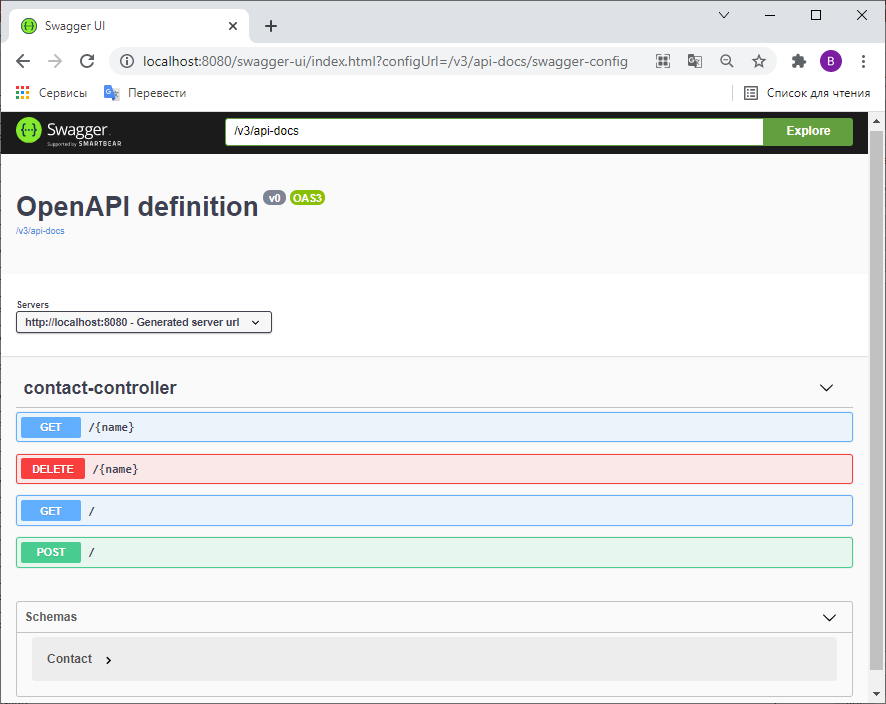 Swagger UI
localhost:8080/swagger-ui/index.html?configUrl=/v3/api-docs/swagger-config
B
Сервисы Перевести Список для чтения
Swagger
Supported by SMARTBEAR
/v3/api-docs Explore
OpenAPI definition v0 OAS3
/v3/api-docs
Servers
http://localhost:8080 - Generated server url
contact-controller
GET /{name}
DELETE /{name}
GET /
POST /
Schemas
Contact